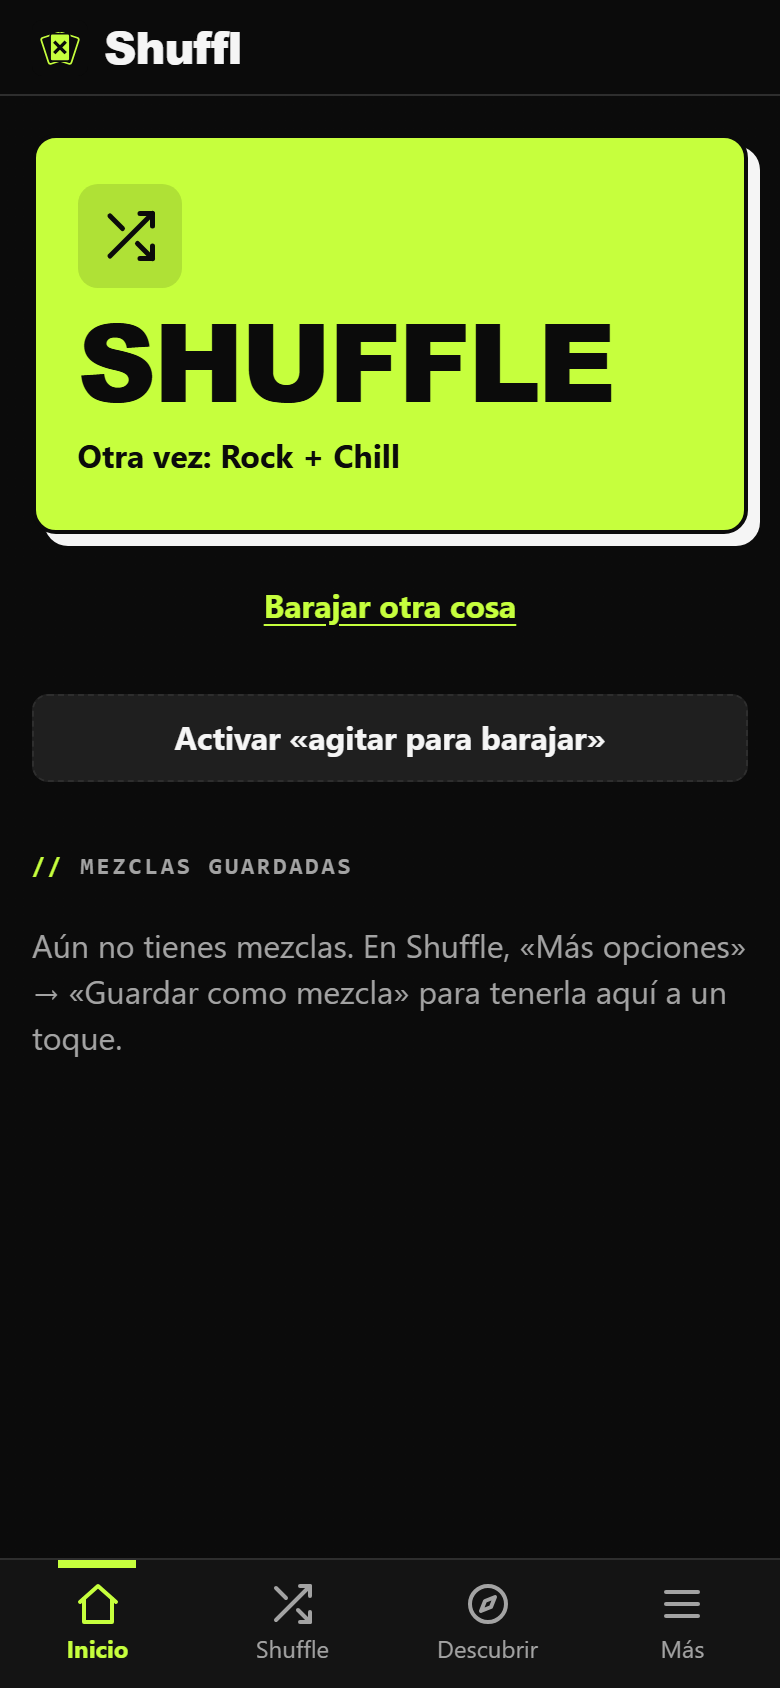 Shuffl
SHUFFLE
Otra vez: Rock + Chill
Barajar otra cosa
Activar «agitar para barajar»
// MEZCLAS GUARDADAS
Aún no tienes mezclas. En Shuffle, «Más opciones»
→ «Guardar como mezcla» para tenerla aquí a un
toque.
Inicio
Shuffle
Descubrir
Más